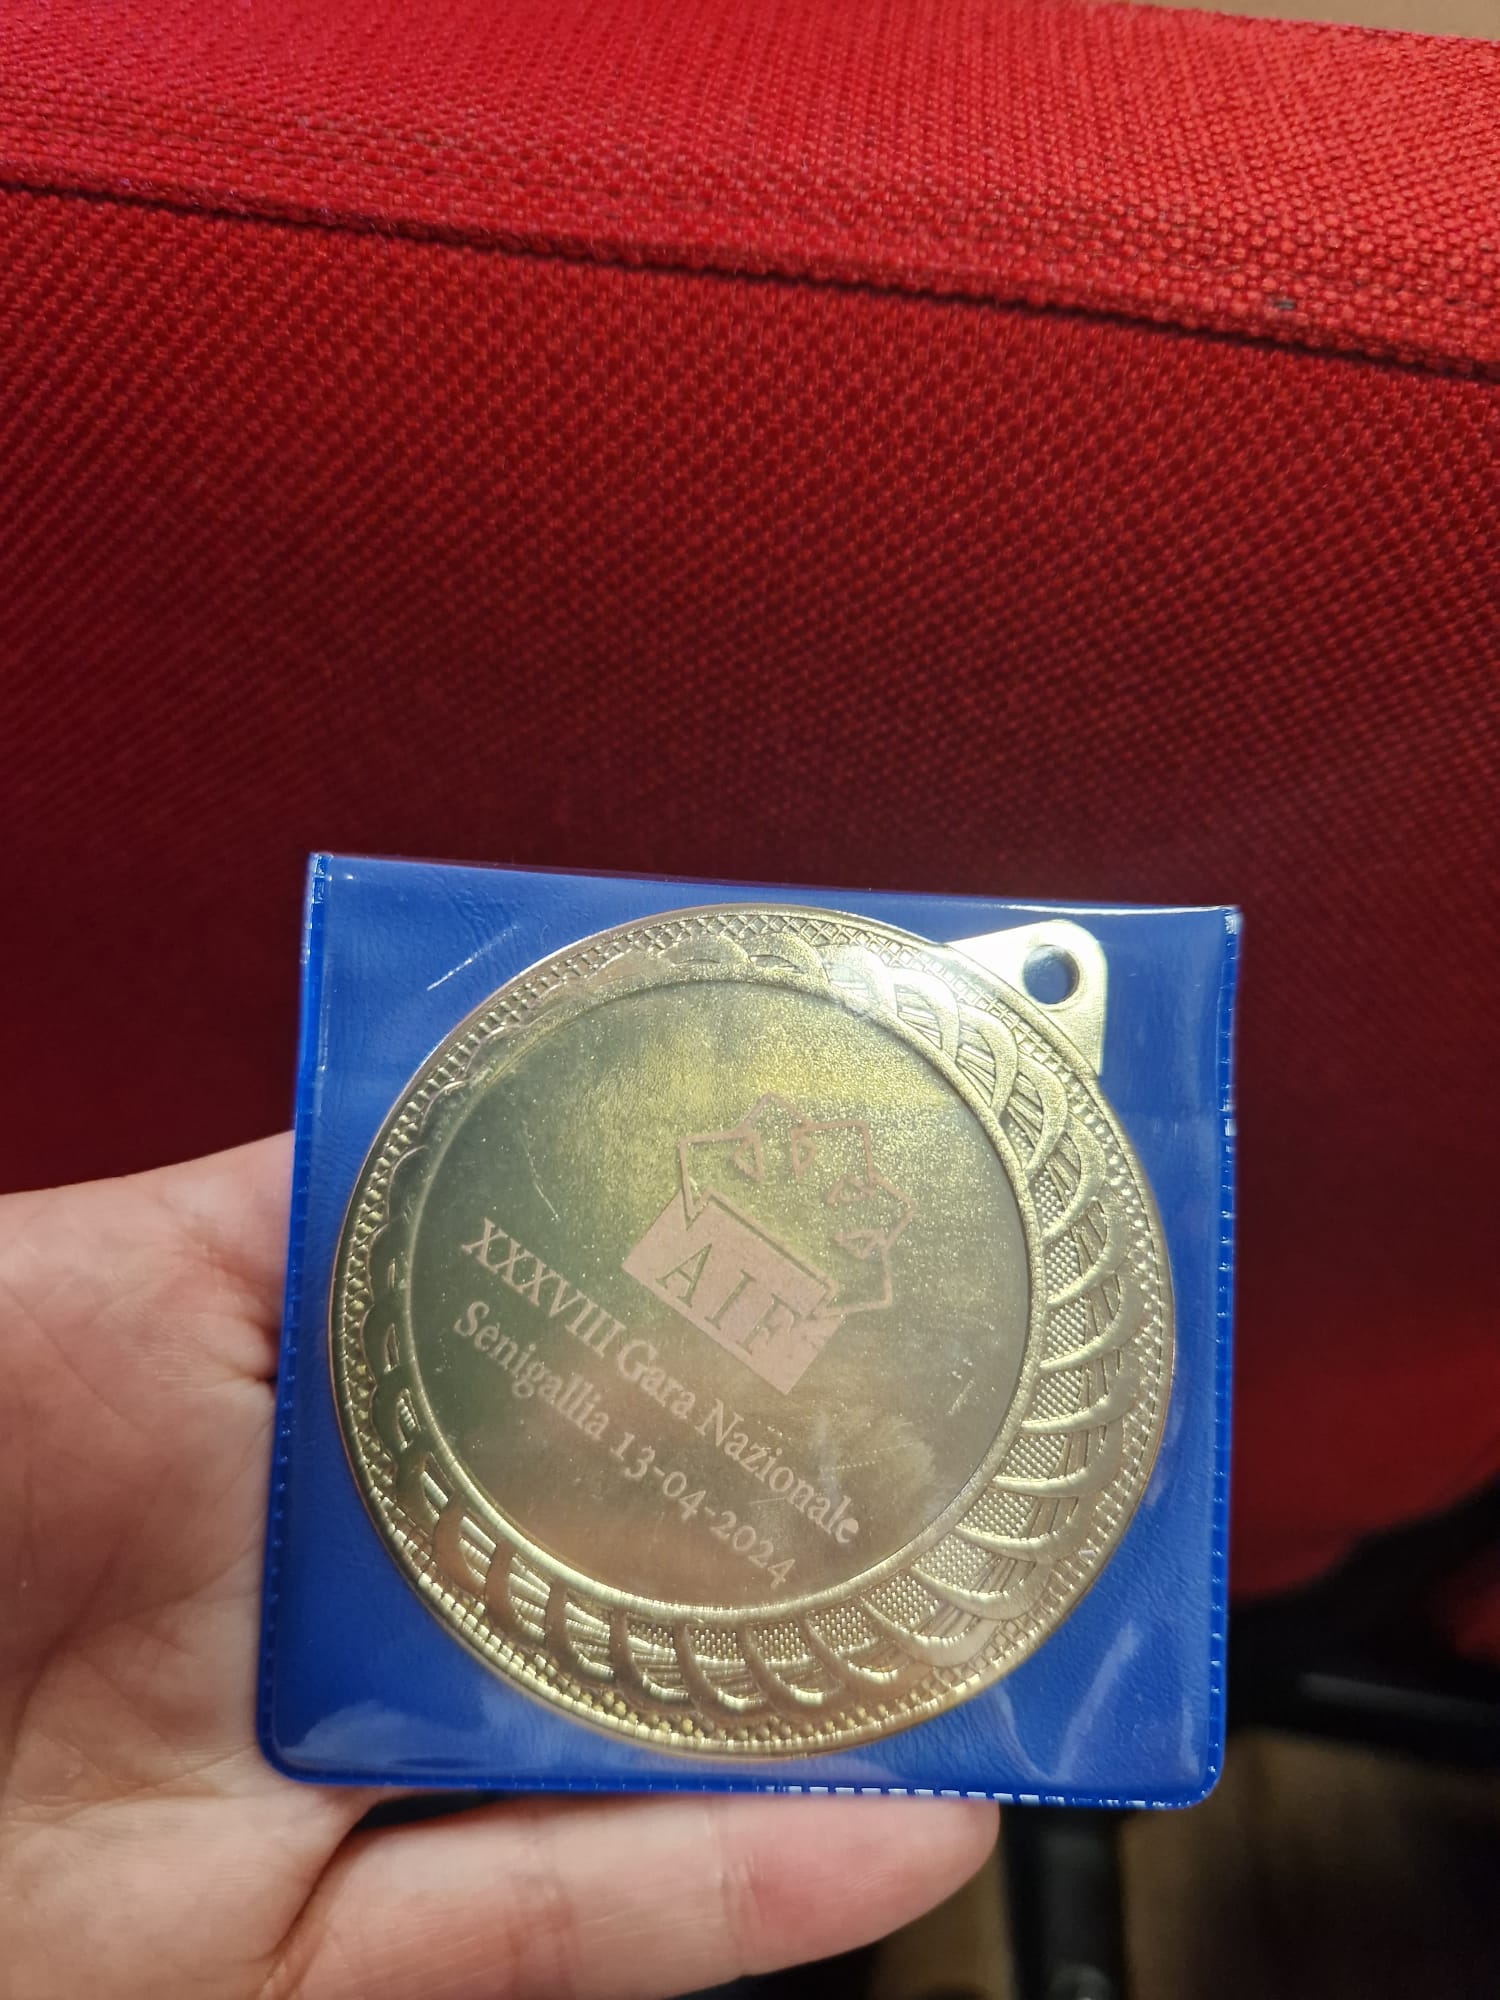 AIF
XXXVIII Gara Nazionale
Senigallia 13-04-2024